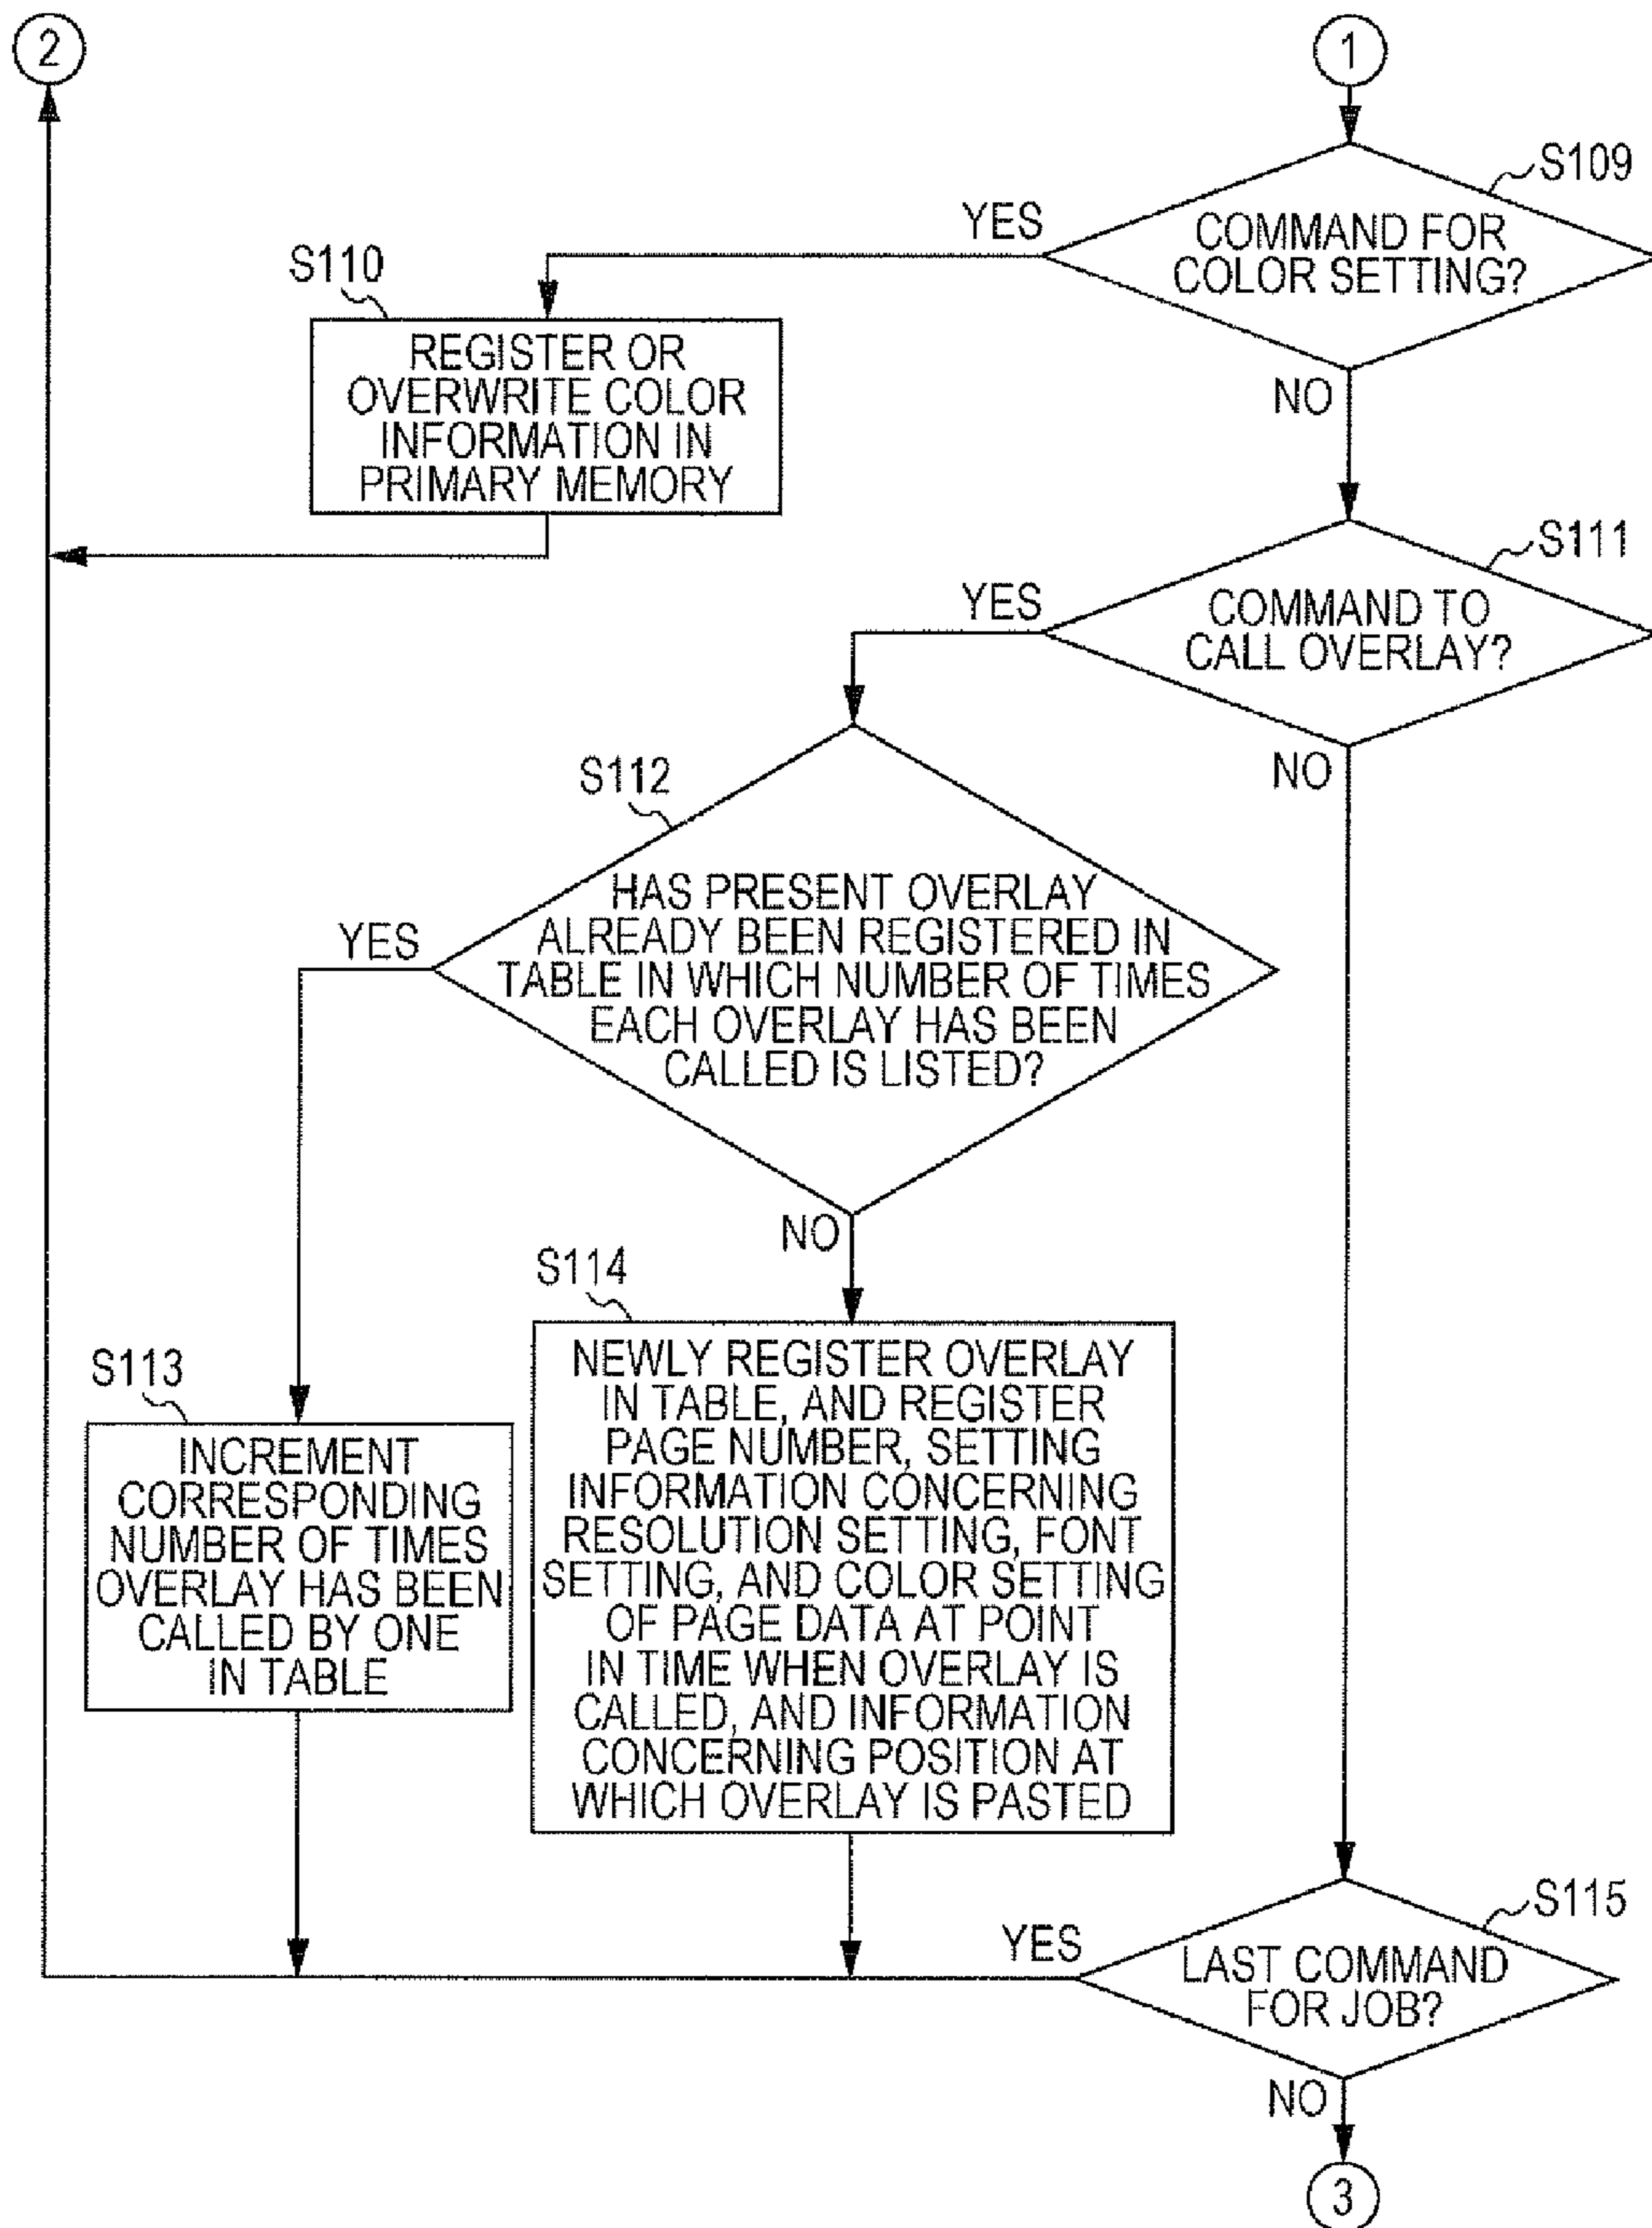 2
1
S109
COMMAND FOR
COLOR SETTING?
YES
NO
S110
REGISTER OR
OVERWRITE COLOR
INFORMATION IN
PRIMARY MEMORY
S111
COMMAND TO
CALL OVERLAY?
YES
NO
S112
HAS PRESENT OVERLAY
ALREADY BEEN REGISTERED IN
TABLE IN WHICH NUMBER OF TIMES
EACH OVERLAY HAS BEEN
CALLED IS LISTED?
YES
NO
S113
INCREMENT
CORRESPONDING
NUMBER OF TIMES
OVERLAY HAS BEEN
CALLED BY ONE
IN TABLE
S114
NEWLY REGISTER OVERLAY
IN TABLE, AND REGISTER
PAGE NUMBER, SETTING
INFORMATION CONCERNING
RESOLUTION SETTING, FONT
SETTING, AND COLOR SETTING
OF PAGE DATA AT POINT
IN TIME WHEN OVERLAY IS
CALLED, AND INFORMATION
CONCERNING POSITION AT
WHICH OVERLAY IS PASTED
S115
LAST COMMAND
FOR JOB?
YES
NO
3